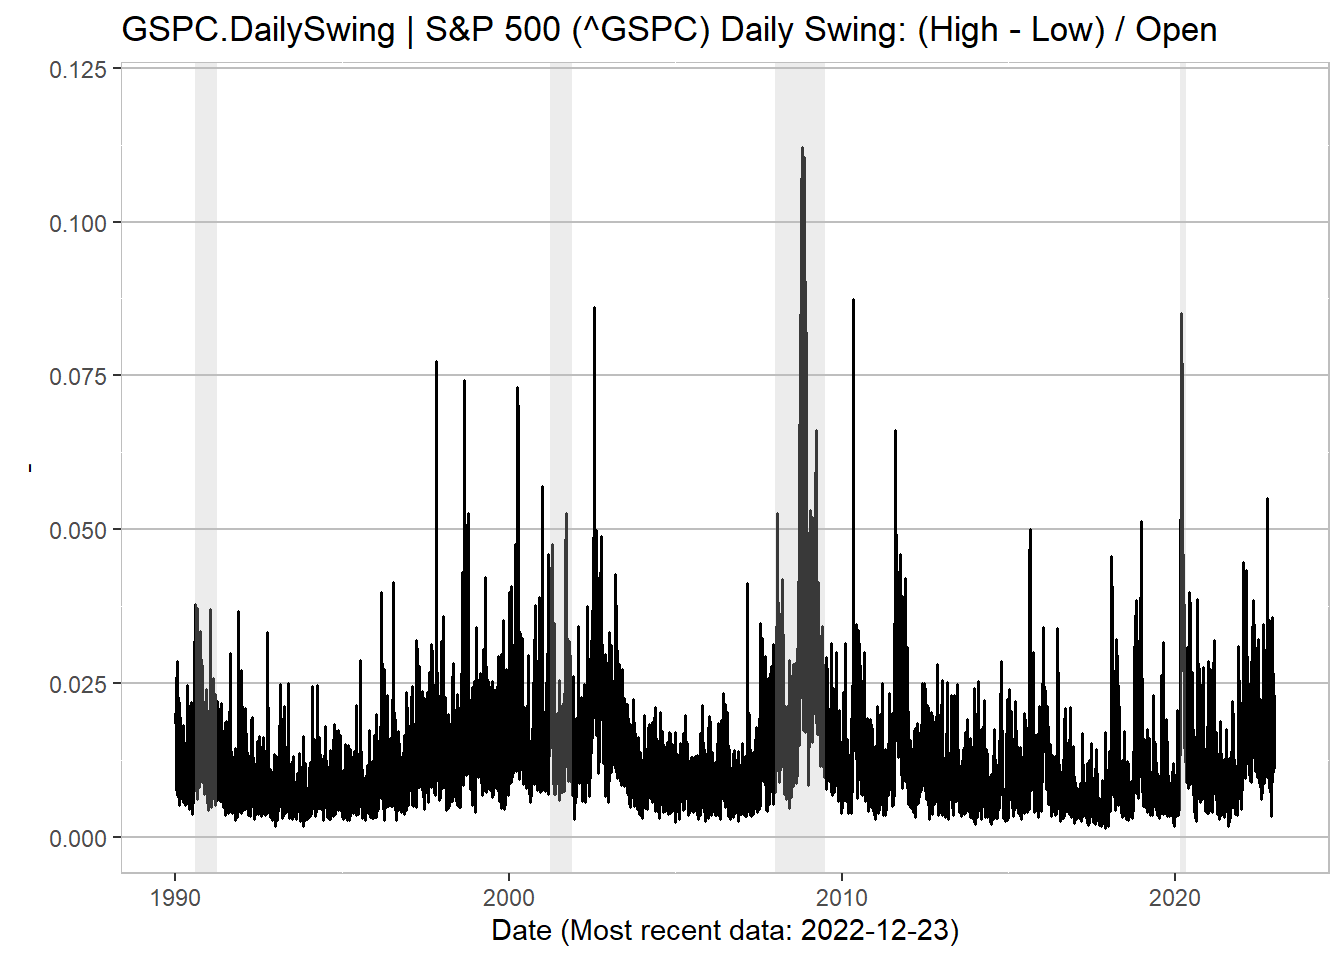 GSPC.DailySwing | S&P 500 (^GSPC) Daily Swing: (High - Low) / Open
0.125
0.100
0.075
0.050
0.025
0.000
-
1990 2000 2010 2020
Date (Most recent data: 2022-12-23)